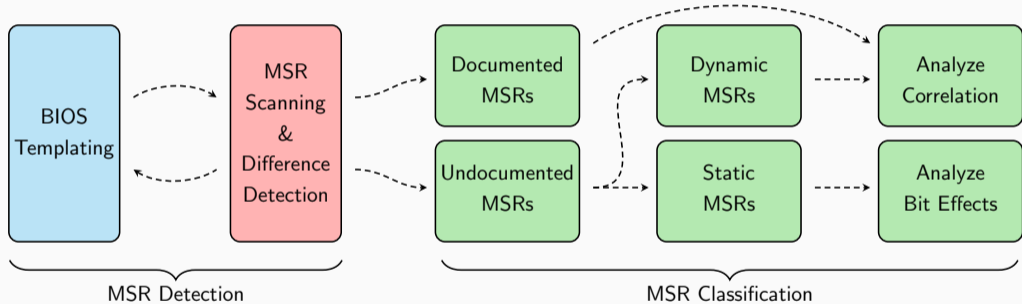 BIOS
Templating
MSR
Scanning
&
Difference
Detection
Documented
MSRs
Undocumented
MSRs
Dynamic
MSRs
Static
MSRs
Analyze
Correlation
Analyze
Bit Effects
MSR Detection
MSR Classification